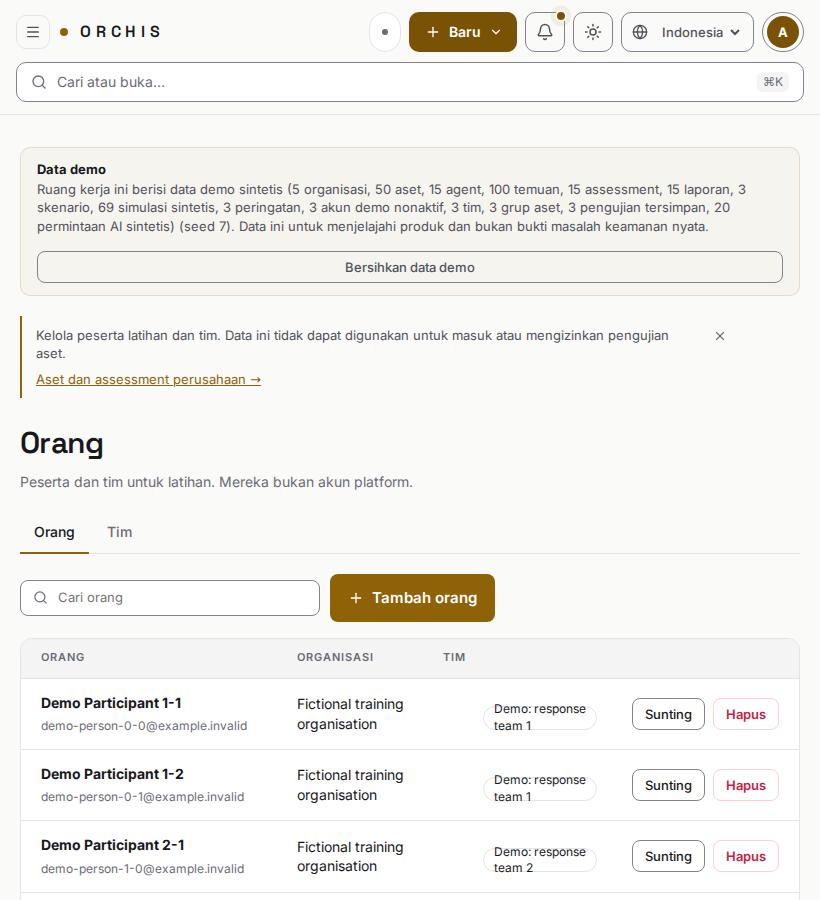 ORCHIS
Baru
Indonesia
A
Cari atau buka...
⌘K
Data demo
Ruang kerja ini berisi data demo sintetis (5 organisasi, 50 aset, 15 agent, 100 temuan, 15 assessment, 15 laporan, 3
skenario, 69 simulasi sintetis, 3 peringatan, 3 akun demo nonaktif, 3 tim, 3 grup aset, 3 pengujian tersimpan, 20
permintaan AI sintetis) (seed 7). Data ini untuk menjelajahi produk dan bukan bukti masalah keamanan nyata.
Bersihkan data demo
Kelola peserta latihan dan tim. Data ini tidak dapat digunakan untuk masuk atau mengizinkan pengujian
aset.
Aset dan assessment perusahaan →
Orang
Peserta dan tim untuk latihan. Mereka bukan akun platform.
Orang
Tim
Cari orang
Tambah orang
ORANG
ORGANISASI
TIM
Demo Participant 1-1
demo-person-0-0@example.invalid
Fictional training
organisation
Demo: response
team 1
Sunting
Hapus
Demo Participant 1-2
demo-person-0-1@example.invalid
Fictional training
organisation
Demo: response
team 1
Sunting
Hapus
Demo Participant 2-1
demo-person-1-0@example.invalid
Fictional training
organisation
Demo: response
team 2
Sunting
Hapus